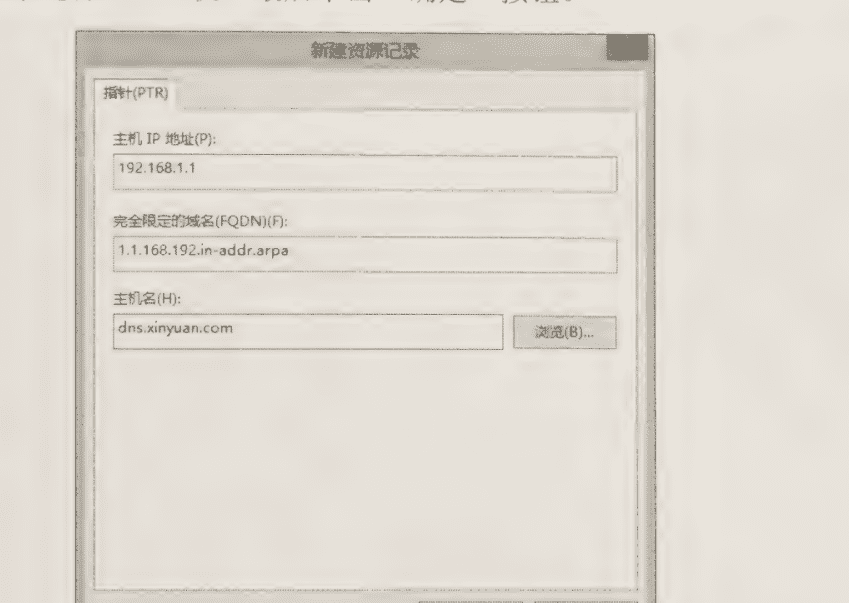 新建资源记录
指针(PTR)
主机 IP 地址(P):
192.168.1.1
完全限定的域名(FQDN)(F):
1.1.168.192.in-addr.arpa
主机名(H):
dns.xinyuan.com
浏览(B)...